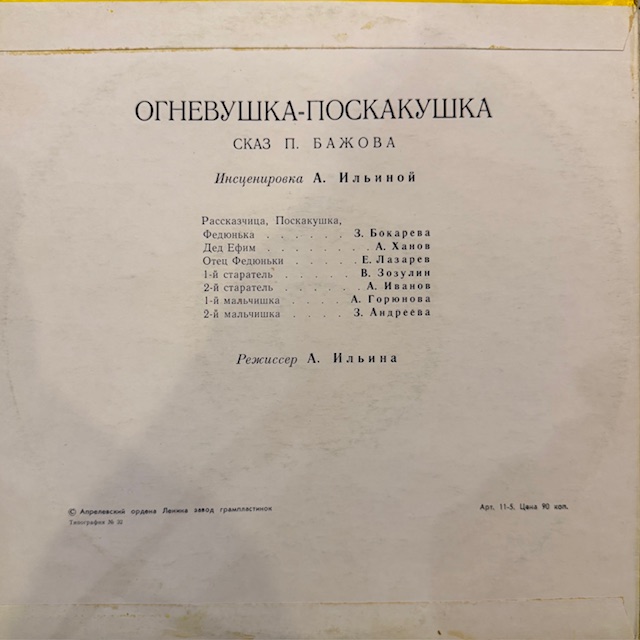 ОГНЕВУШКА-ПОСКАКУШКА
СКАЗ П. БАЖОВА
Инсценировка А. Ильиной
Рассказчица, Поскакушка,
Федюнька . . . . . . З. Бокарева
Дед Ефим . . . . . . . . А. Ханов
Отец Федюньки . . . . . Е. Лазарев
1-й старатель . . . . . В. Зозулин
2-й старатель . . . . . . А. Иванов
1-й мальчишка . . . . А. Горюнова
2-й мальчишка . . . . З. Андреева
Режиссер А. Ильина
© Апрелевский ордена Ленина завод грампластинок
Типография № 32
Арт. 11-5. Цена 90 коп.